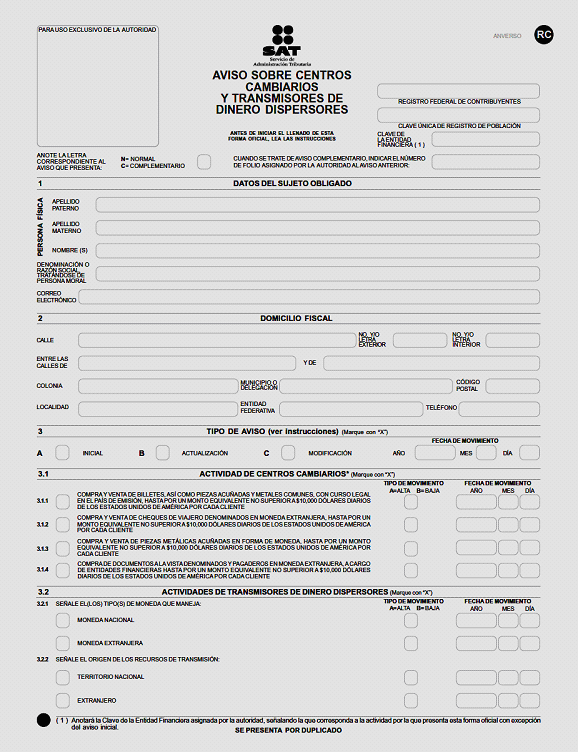 PARA USO EXCLUSIVO DE LA AUTORIDAD
SAT
Servicio de
Administración Tributaria
ANVERSO
RC
AVISO SOBRE CENTROS
CAMBIARIOS
Y TRANSMISORES DE
DINERO DISPERSORES
REGISTRO FEDERAL DE CONTRIBUYENTES
CLAVE ÚNICA DE REGISTRO DE POBLACIÓN
ANTES DE INICIAR EL LLENADO DE ESTA
FORMA OFICIAL, LEA LAS INSTRUCCIONES
CLAVE DE
LA ENTIDAD
FINANCIERA ( 1 )
ANOTE LA LETRA
CORRESPONDIENTE AL
AVISO QUE PRESENTA:
N= NORMAL
C= COMPLEMENTARIO
CUANDO SE TRATE DE AVISO COMPLEMENTARIO, INDICAR EL NÚMERO
DE FOLIO ASIGNADO POR LA AUTORIDAD AL AVISO ANTERIOR:
1 DATOS DEL SUJETO OBLIGADO
PERSONA FÍSICA
APELLIDO
PATERNO
APELLIDO
MATERNO
NOMBRE (S)
DENOMINACIÓN O
RAZÓN SOCIAL,
TRATÁNDOSE DE
PERSONA MORAL
CORREO
ELECTRÓNICO
2 DOMICILIO FISCAL
CALLE
NO. Y/O
LETRA
EXTERIOR
NO. Y/O
LETRA
INTERIOR
ENTRE LAS
CALLES DE
Y DE
COLONIA
MUNICIPIO O
DELEGACIÓN
CÓDIGO
POSTAL
LOCALIDAD
ENTIDAD
FEDERATIVA
TELÉFONO
3 TIPO DE AVISO (ver instrucciones) (Marque con "X")
FECHA DE MOVIMIENTO
A INICIAL B ACTUALIZACIÓN C MODIFICACIÓN AÑO MES DÍA
3.1 ACTIVIDAD DE CENTROS CAMBIARIOS* (Marque con "X")
TIPO DE MOVIMIENTO FECHA DE MOVIMIENTO
A=ALTA B= BAJA AÑO MES DÍA
3.1.1 COMPRA Y VENTA DE BILLETES, ASÍ COMO PIEZAS ACUÑADAS Y METALES COMUNES, CON CURSO LEGAL
EN EL PAÍS DE EMISIÓN, HASTA POR UN MONTO EQUIVALENTE NO SUPERIOR A $10,000 DÓLARES DIARIOS
DE LOS ESTADOS UNIDOS DE AMÉRICA POR CADA CLIENTE
3.1.2 COMPRA Y VENTA DE CHEQUES DE VIAJERO DENOMINADOS EN MONEDA EXTRANJERA, HASTA POR UN
MONTO EQUIVALENTE NO SUPERIOR A $10,000 DÓLARES DIARIOS DE LOS ESTADOS UNIDOS DE AMÉRICA
POR CADA CLIENTE
3.1.3 COMPRA Y VENTA DE PIEZAS METÁLICAS ACUÑADAS EN FORMA DE MONEDA, HASTA POR UN MONTO
EQUIVALENTE NO SUPERIOR A $10,000 DÓLARES DIARIOS DE LOS ESTADOS UNIDOS DE AMÉRICA POR
CADA CLIENTE
3.1.4 COMPRA DE DOCUMENTOS A LA VISTA DENOMINADOS Y PAGADEROS EN MONEDA EXTRANJERA, A CARGO
DE ENTIDADES FINANCIERAS HASTA POR UN MONTO EQUIVALENTE NO SUPERIOR A $10,000 DÓLARES
DIARIOS DE LOS ESTADOS UNIDOS DE AMÉRICA POR CADA CLIENTE
3.2 ACTIVIDADES DE TRANSMISORES DE DINERO DISPERSORES (Marque con "X")
TIPO DE MOVIMIENTO FECHA DE MOVIMIENTO
A=ALTA B= BAJA AÑO MES DÍA
3.2.1 SEÑALE EL(LOS) TIPO(S) DE MONEDA QUE MANEJA:
MONEDA NACIONAL
MONEDA EXTRANJERA
3.2.2 SEÑALE EL ORIGEN DE LOS RECURSOS DE TRANSMISIÓN:
TERRITORIO NACIONAL
EXTRANJERO
( 1 ) Anotará la Clave de la Entidad Financiera asignada por la autoridad, señalando la que corresponda a la actividad por la que presenta esta forma oficial con excepción
del aviso inicial.
SE PRESENTA POR DUPLICADO